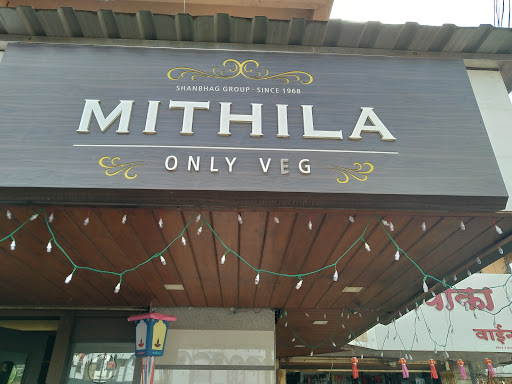 SHANBHAG GROUP - SINCE 1968
MITHILA
ONLY VEG